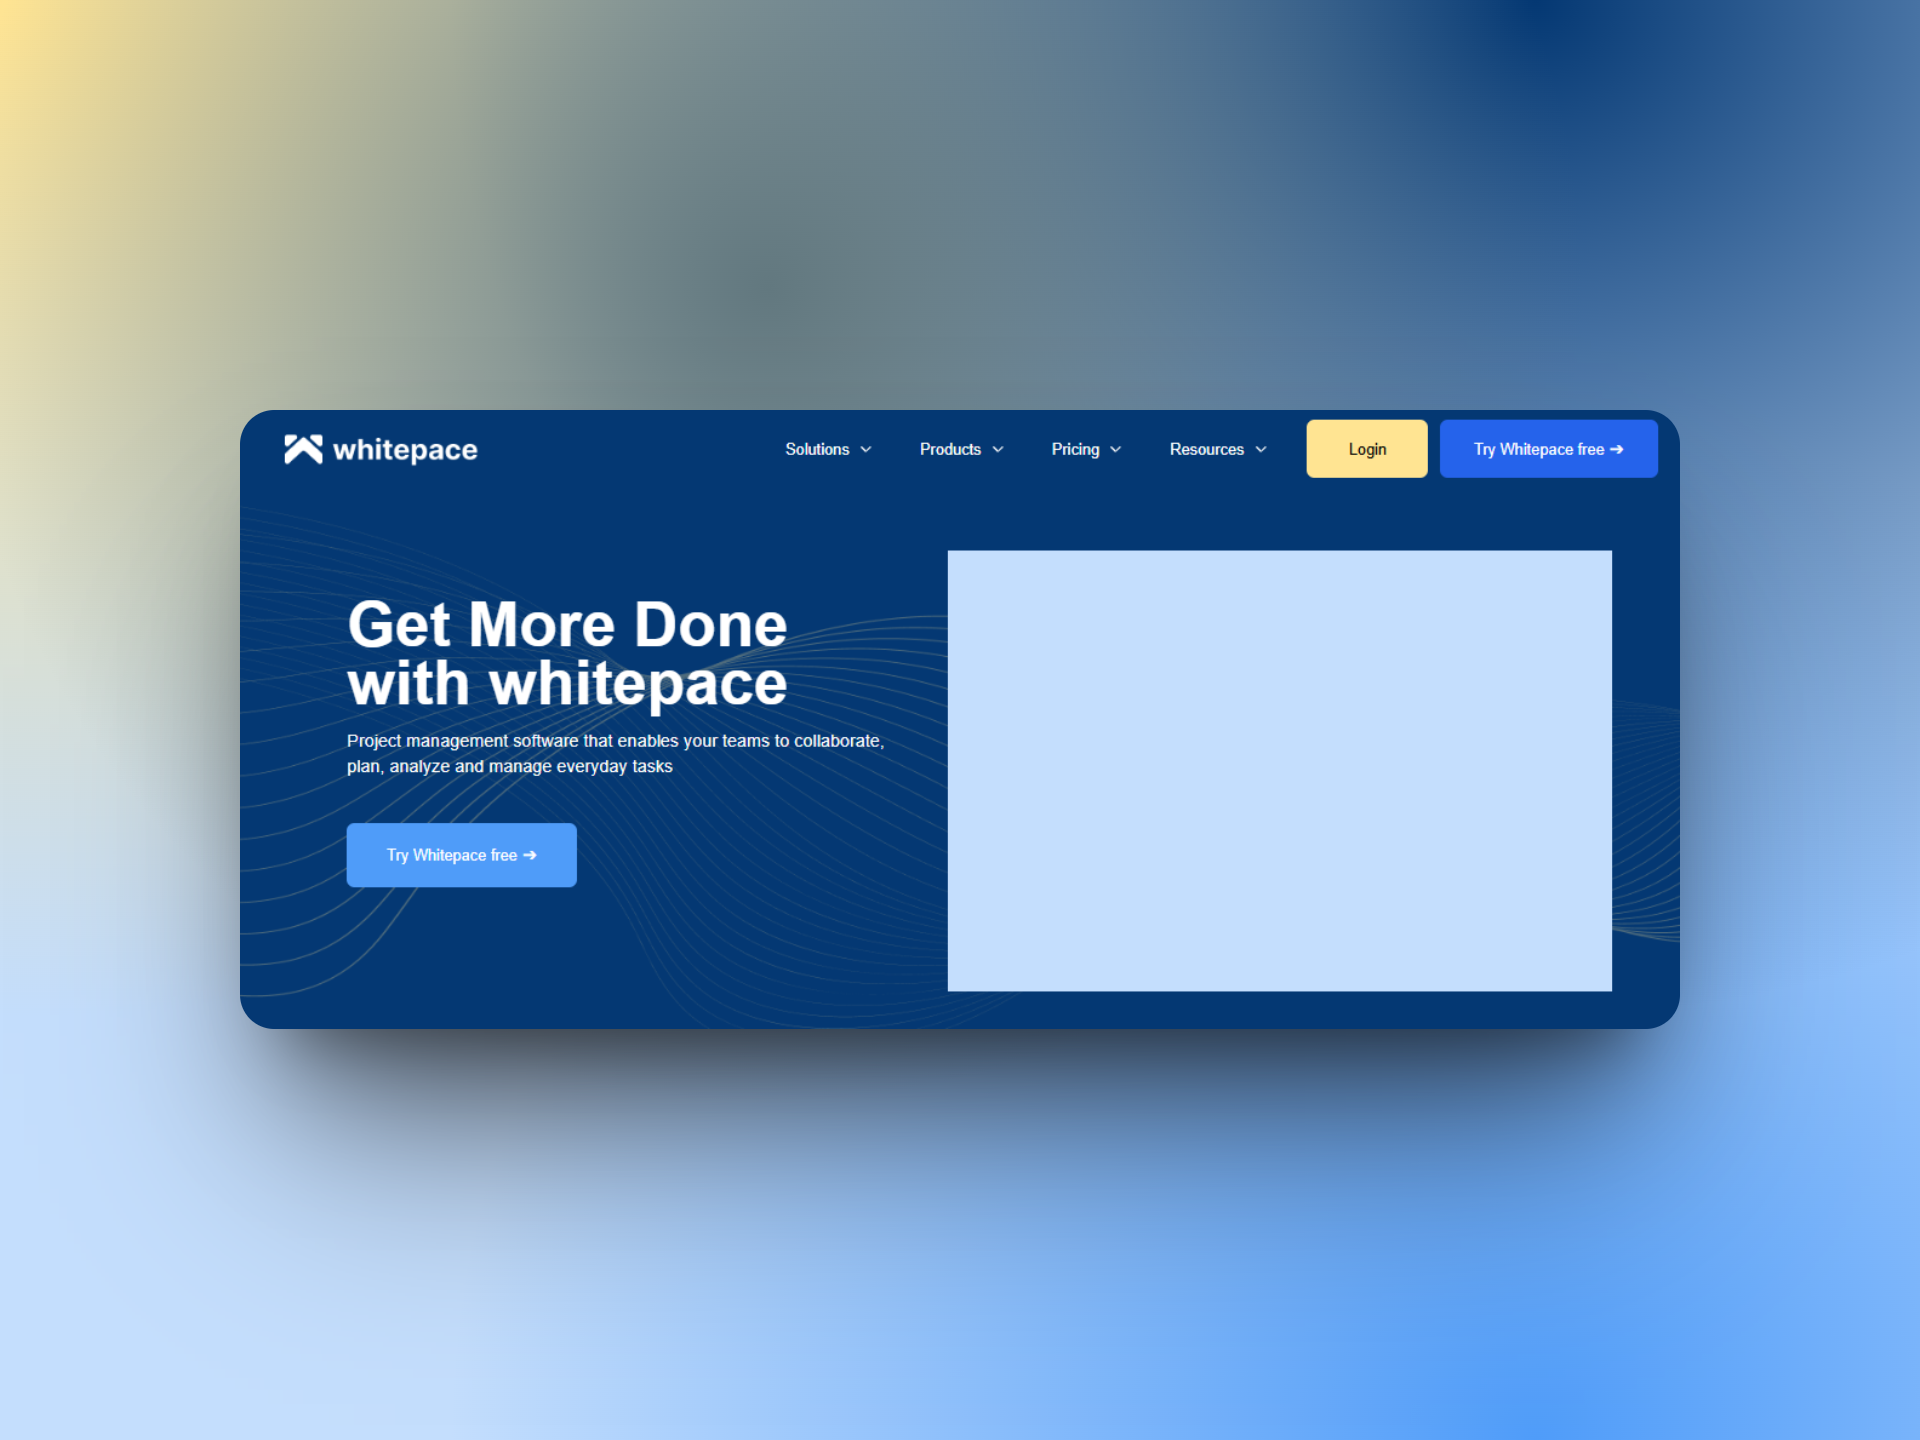 whitepace
Solutions
Products
Pricing
Resources
Login
Try Whitepace free ➔
Get More Done
with whitepace
Project management software that enables your teams to collaborate,
plan, analyze and manage everyday tasks
Try Whitepace free ➔